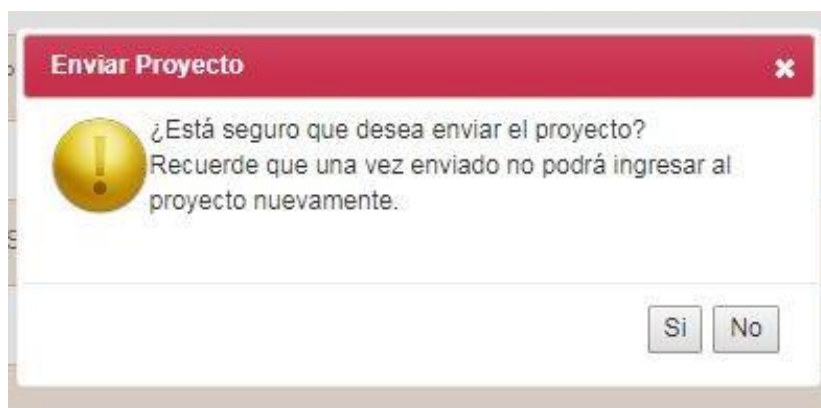 Enviar Proyecto
¿Está seguro que desea enviar el proyecto?
Recuerde que una vez enviado no podrá ingresar al
proyecto nuevamente.
Si No